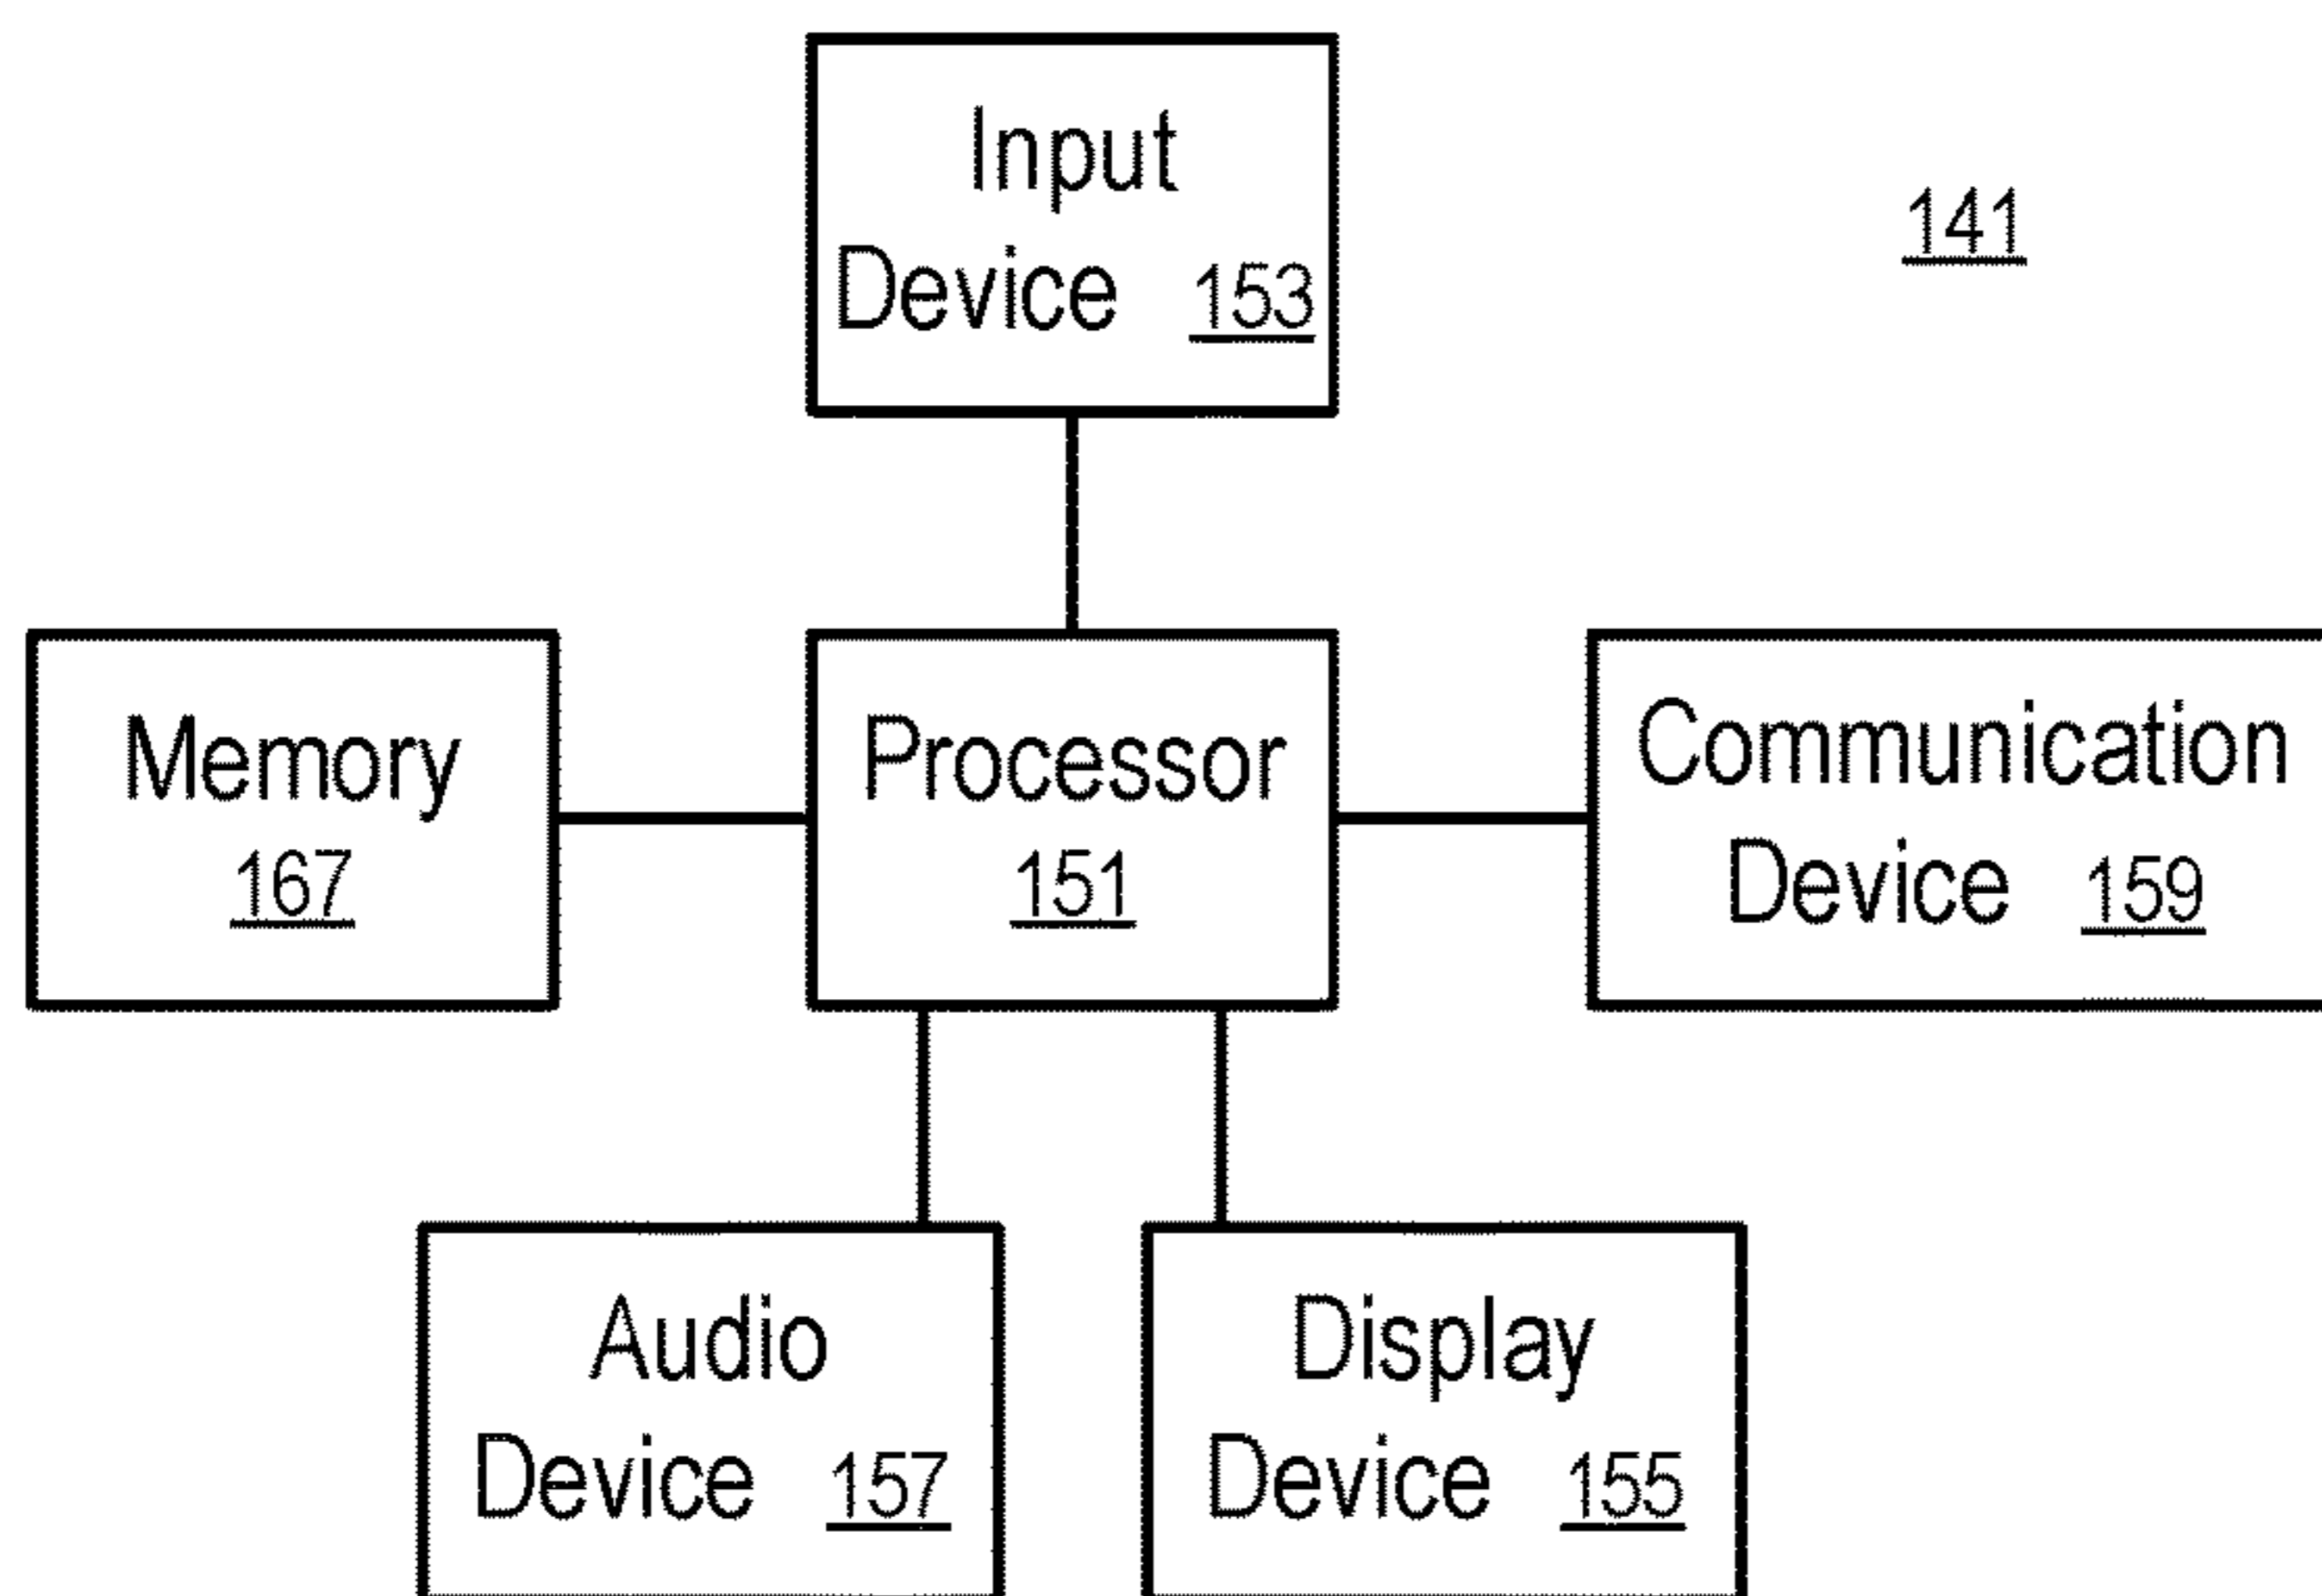 Input
Device 153
141
Memory
167
Processor
151
Communication
Device 159
Audio
Device 157
Display
Device 155